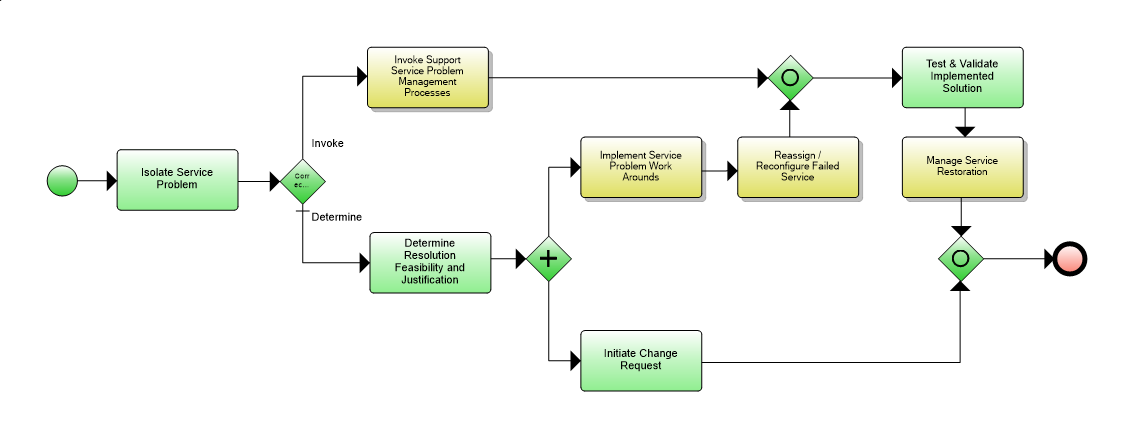 Invoke Support
Service Problem
Management
Processes
Test & Validate
Implemented
Solution
Invoke
Implement Service
Problem Work
Arounds
Reassign /
Reconfigure Failed
Service
Manage Service
Restoration
Isolate Service
Problem
Corr
ec...
Determine
Determine
Resolution
Feasibility and
Justification
Initiate Change
Request